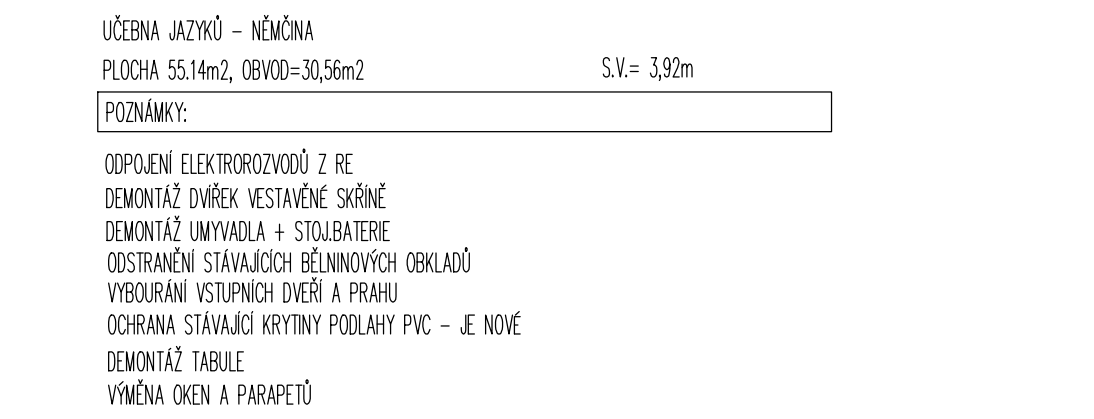 UČEBNA JAZYKŮ – NĚMČINA
PLOCHA 55.14m2, OBVOD=30,56m2 S.V.= 3,92m
POZNÁMKY:
ODPOJENÍ ELEKTROROZVODŮ Z RE
DEMONTÁŽ DVÍŘEK VESTAVĚNÉ SKŘÍNĚ
DEMONTÁŽ UMYVADLA + STOJ.BATERIE
ODSTRANĚNÍ STÁVAJÍCÍCH BĚLNINOVÝCH OBKLADŮ
VYBOURÁNÍ VSTUPNÍCH DVEŘÍ A PRAHU
OCHRANA STÁVAJÍCÍ KRYTINY PODLAHY PVC – JE NOVÉ
DEMONTÁŽ TABULE
VÝMĚNA OKEN A PARAPETŮ